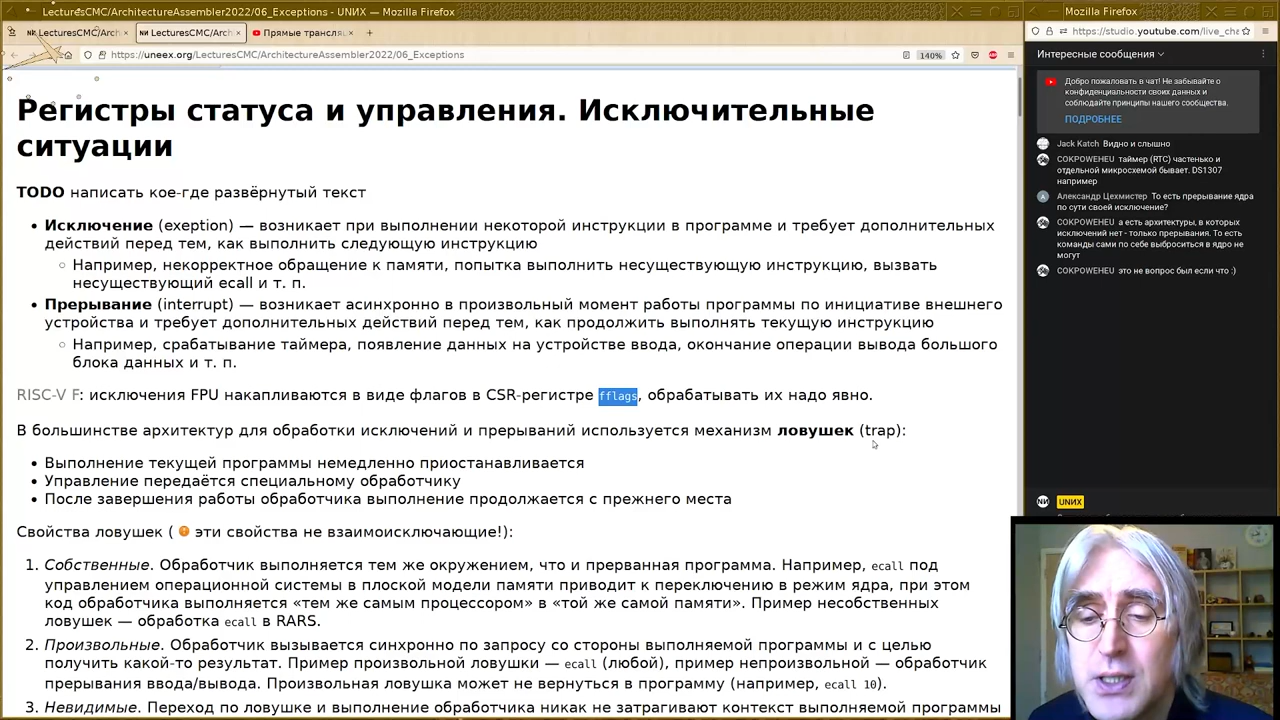 LecturesCMC/ArchitectureAssembler2022/06_Exceptions - UNИX — Mozilla Firefox
Mozilla Firefox
LecturesCMC/Arch
LecturesCMC/Arch
Прямые трансляц
https://uneex.org/LecturesCMC/ArchitectureAssembler2022/06_Exceptions
140%
https://studio.youtube.com/live_cha
Интересные сообщения
Регистры статуса и управления. Исключительные
ситуации
TODO написать кое-где развёрнутый текст
• Исключение (exeption) — возникает при выполнении некоторой инструкции в программе и требует дополнительных
действий перед тем, как выполнить следующую инструкцию
Например, некорректное обращение к памяти, попытка выполнить несуществующую инструкцию, вызвать
несуществующий ecall и т. п.
• Прерывание (interrupt) — возникает асинхронно в произвольный момент работы программы по инициативе внешнего
устройства и требует дополнительных действий перед тем, как продолжить выполнять текущую инструкцию
Например, срабатывание таймера, появление данных на устройстве ввода, окончание операции вывода большого
блока данных и т. п.
RISC-V F: исключения FPU накапливаются в виде флагов в CSR-регистре fflags, обрабатывать их надо явно.
В большинстве архитектур для обработки исключений и прерываний используется механизм ловушек (trap):
• Выполнение текущей программы немедленно приостанавливается
• Управление передаётся специальному обработчику
• После завершения работы обработчика выполнение продолжается с прежнего места
Свойства ловушек ( эти свойства не взаимоисключающие!):
1. Собственные. Обработчик выполняется тем же окружением, что и прерванная программа. Например, ecall под
управлением операционной системы в плоской модели памяти приводит к переключению в режим ядра, при этом
код обработчика выполняется «тем же самым процессором» в «той же самой памяти». Пример несобственных
ловушек — обработка ecall в RARS.
2. Произвольные. Обработчик вызывается синхронно по запросу со стороны выполняемой программы и с целью
получить какой-то результат. Пример произвольной ловушки — ecall (любой), пример непроизвольной — обработчик
прерывания ввода/вывода. Произвольная ловушка может не вернуться в программу (например, ecall 10).
3. Невидимые. Переход по ловушке и выполнение обработчика никак не затрагивают контекст выполняемой программы
Добро пожаловать в чат! Не забывайте о
конфиденциальности своих данных и
соблюдайте принципы нашего сообщества.
ПОДРОБНЕЕ
Jack Katch Видно и слышно
COKPOWEHEU таймер (RTC) частенько и
отдельной микросхемой бывает. DS1307
например
А Александр Цехмистер То есть прерывание ядра
по сути своей исключение?
COKPOWEHEU а есть архитектуры, в которых
исключений нет - только прерывания. То есть
команды сами по себе выброситься в ядро не
могут
COKPOWEHEU это не вопрос был если что :)
NИ UNИX